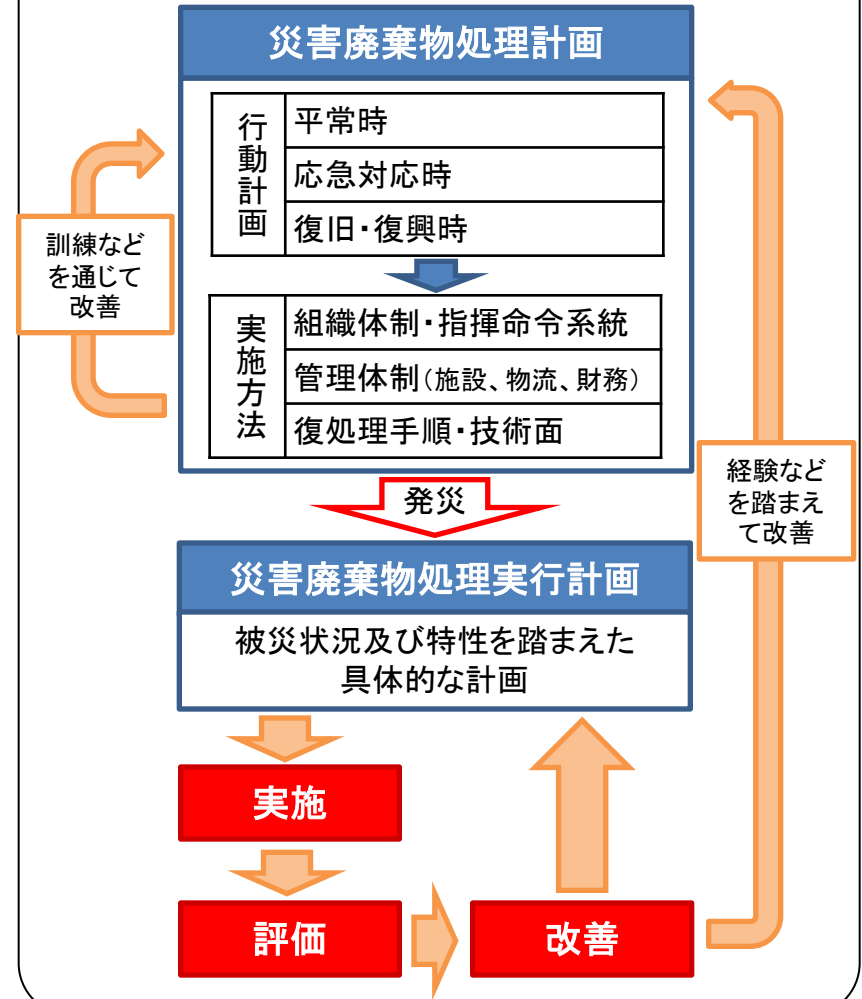 災害廃棄物処理計画
行動計画
平常時
応急対応時
復旧・復興時
訓練など
を通じて
改善
実施方法
組織体制・指揮命令系統
管理体制（施設、物流、財務）
復処理手順・技術面
経験など
を踏まえ
て改善
発災
災害廃棄物処理実行計画
被災状況及び特性を踏まえた
具体的な計画
実施
評価
改善